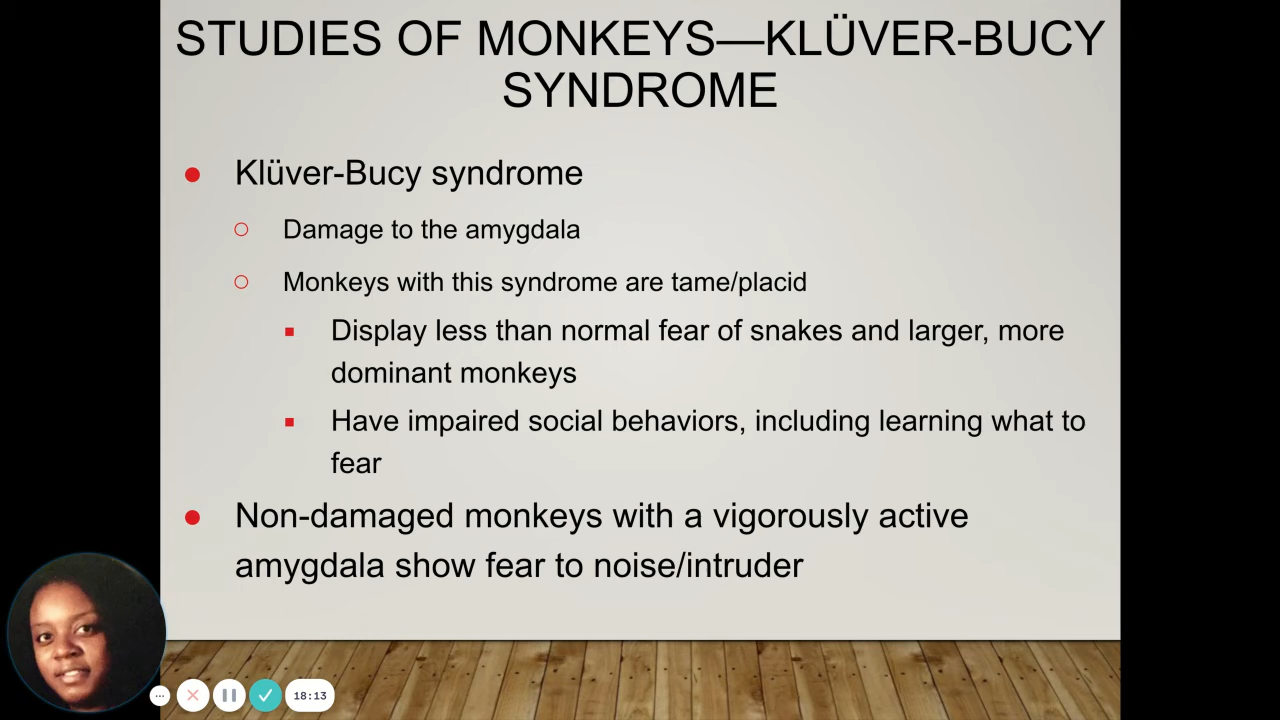 STUDIES OF MONKEYS—KLÜVER-BUCY
SYNDROME
Klüver-Bucy syndrome
Damage to the amygdala
Monkeys with this syndrome are tame/placid
Display less than normal fear of snakes and larger, more
dominant monkeys
Have impaired social behaviors, including learning what to
fear
Non-damaged monkeys with a vigorously active
amygdala show fear to noise/intruder
18:13